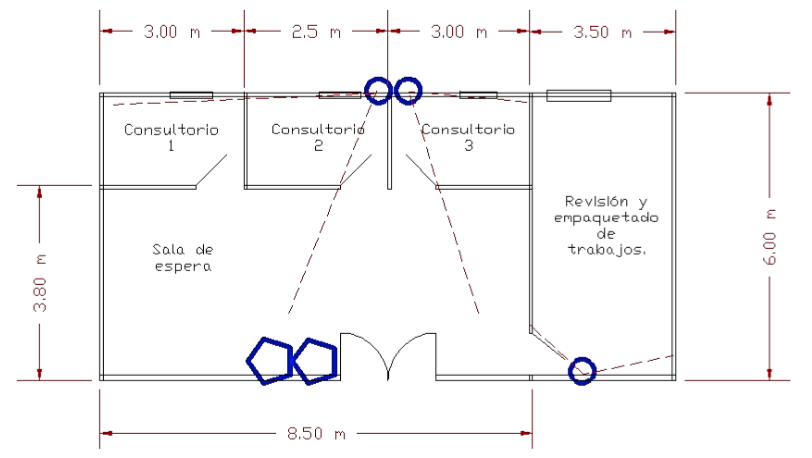 3.00 m
2.5 m
3.00 m
3.50 m
Consultorio
1
Consultorio
2
Consultorio
3
Revisión y
empaquetado
de
trabajos.
Sala de
espera
3.80 m
6.00 m
8.50 m